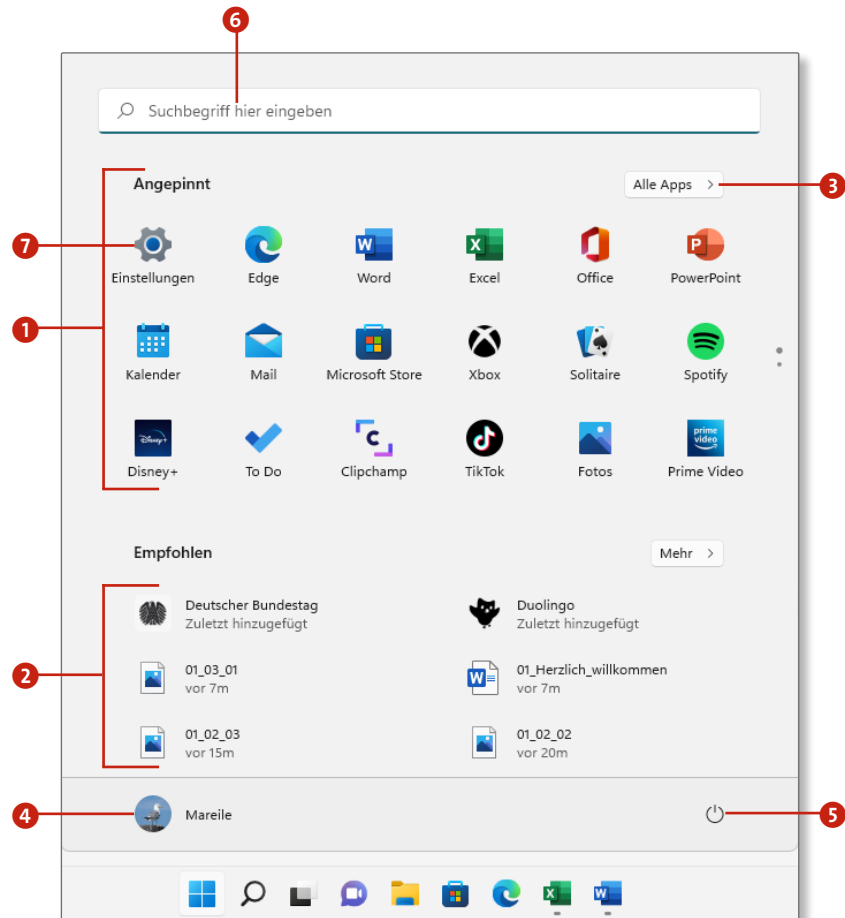 6
Suchbegriff hier eingeben
Angepinnt
Alle Apps
3
7
Einstellungen
Edge
Word
Excel
Office
PowerPoint
1
Kalender
Mail
Microsoft Store
Xbox
Solitaire
Spotify
Disney+
To Do
Clipchamp
TikTok
Fotos
Prime Video
Empfohlen
Mehr
Deutscher Bundestag
Zuletzt hinzugefügt
Duolingo
Zuletzt hinzugefügt
2
01_03_01
vor 7m
01_Herzlich_willkommen
vor 7m
01_02_03
vor 15m
01_02_02
vor 20m
4
Mareile
5